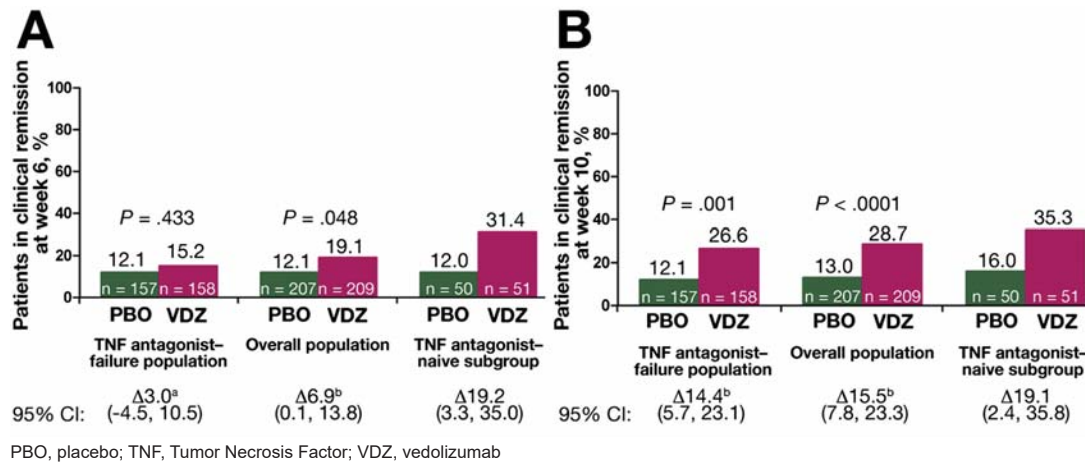 A
Patients in clinical remission
at week 6, %
100
80
60
40
20
0
P = .433
P = .048
12.1
15.2
12.1
19.1
12.0
31.4
n = 157
n = 158
n = 207
n = 209
n = 50
n = 51
PBO VDZ
PBO VDZ
PBO VDZ
TNF antagonist–
failure population
Overall population
TNF antagonist–
naive subgroup
95% CI:
Δ3.0a
(-4.5, 10.5)
Δ6.9b
(0.1, 13.8)
Δ19.2
(3.3, 35.0)
B
Patients in clinical remission
at week 10, %
100
80
60
40
20
0
P = .001
P < .0001
12.1
26.6
13.0
28.7
16.0
35.3
n = 157
n = 158
n = 207
n = 209
n = 50
n = 51
PBO VDZ
PBO VDZ
PBO VDZ
TNF antagonist–
failure population
Overall population
TNF antagonist–
naive subgroup
95% CI:
Δ14.4b
(5.7, 23.1)
Δ15.5b
(7.8, 23.3)
Δ19.1
(2.4, 35.8)
PBO, placebo; TNF, Tumor Necrosis Factor; VDZ, vedolizumab